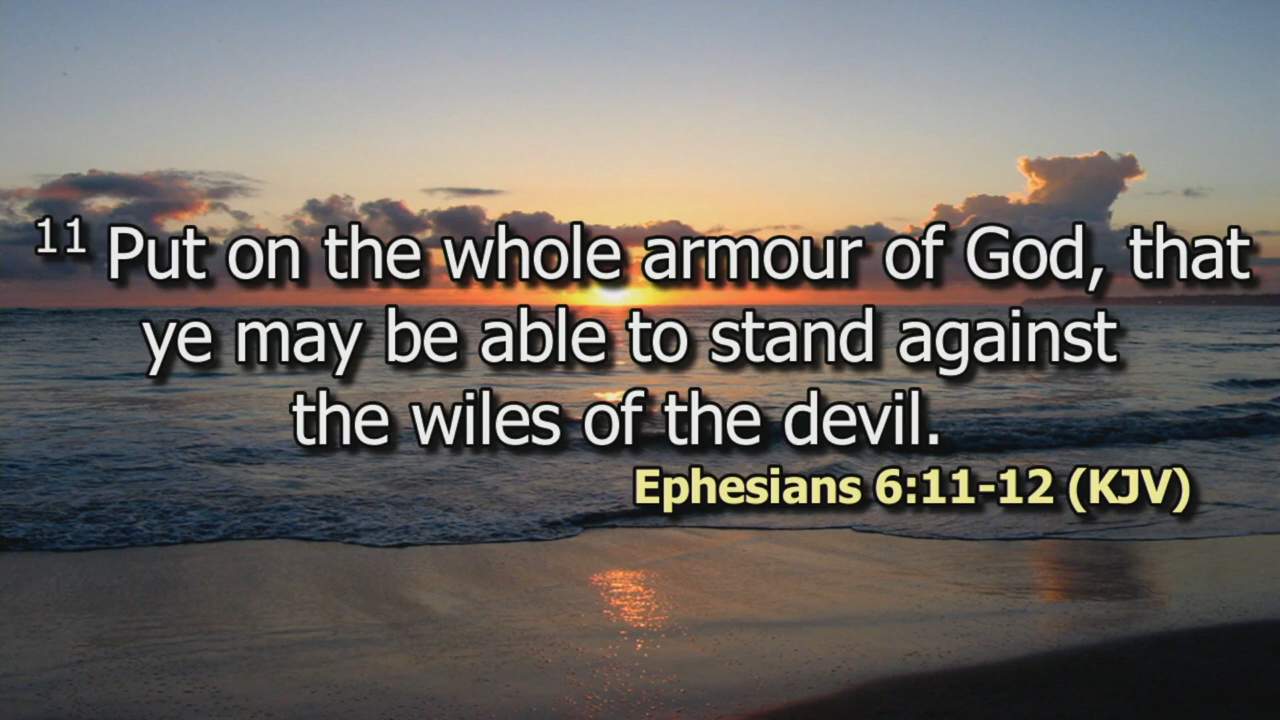 11 Put on the whole armour of God, that
ye may be able to stand against
the wiles of the devil.
Ephesians 6:11-12 (KJV)